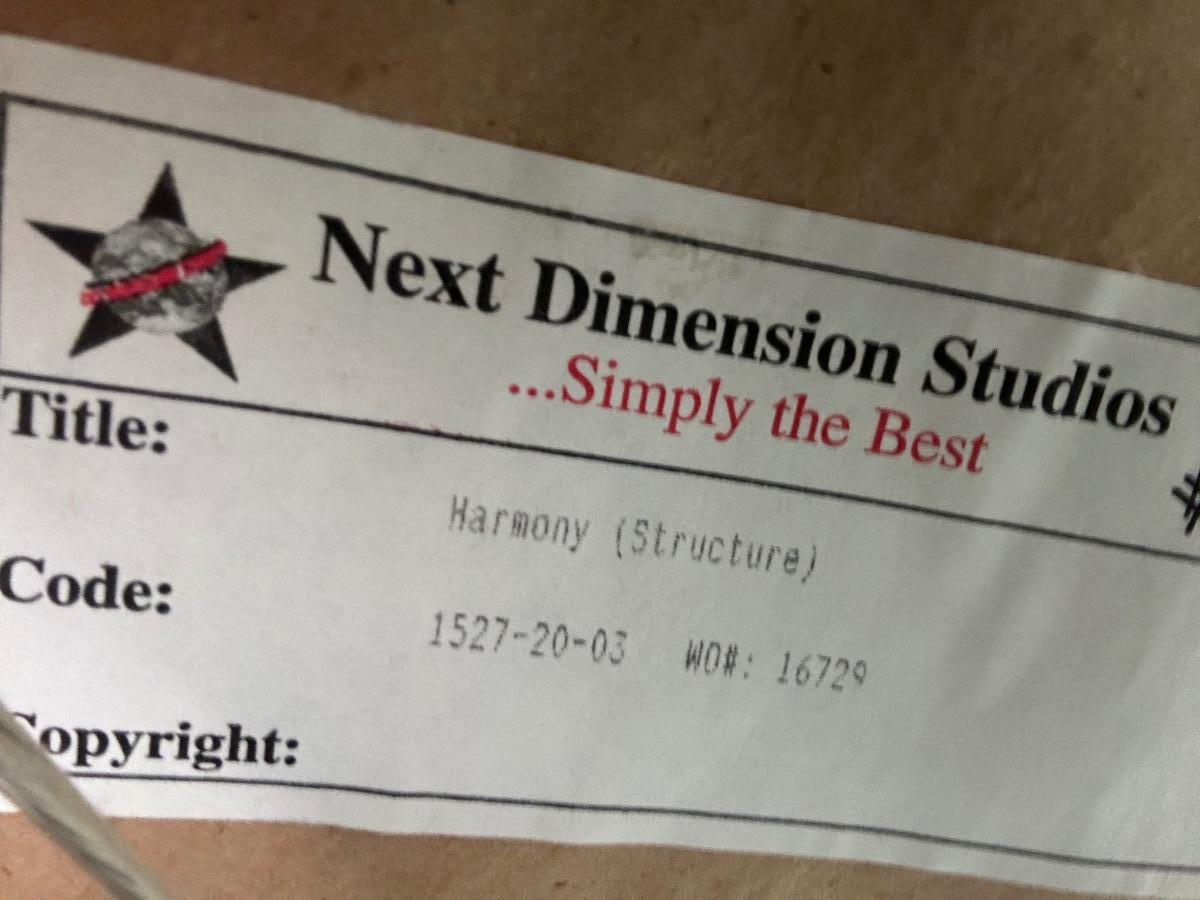 Next Dimension Studios
...Simply the Best
Title:
Harmony (Structure)
Code:
1527-20-03 WO#: 16729
Copyright: